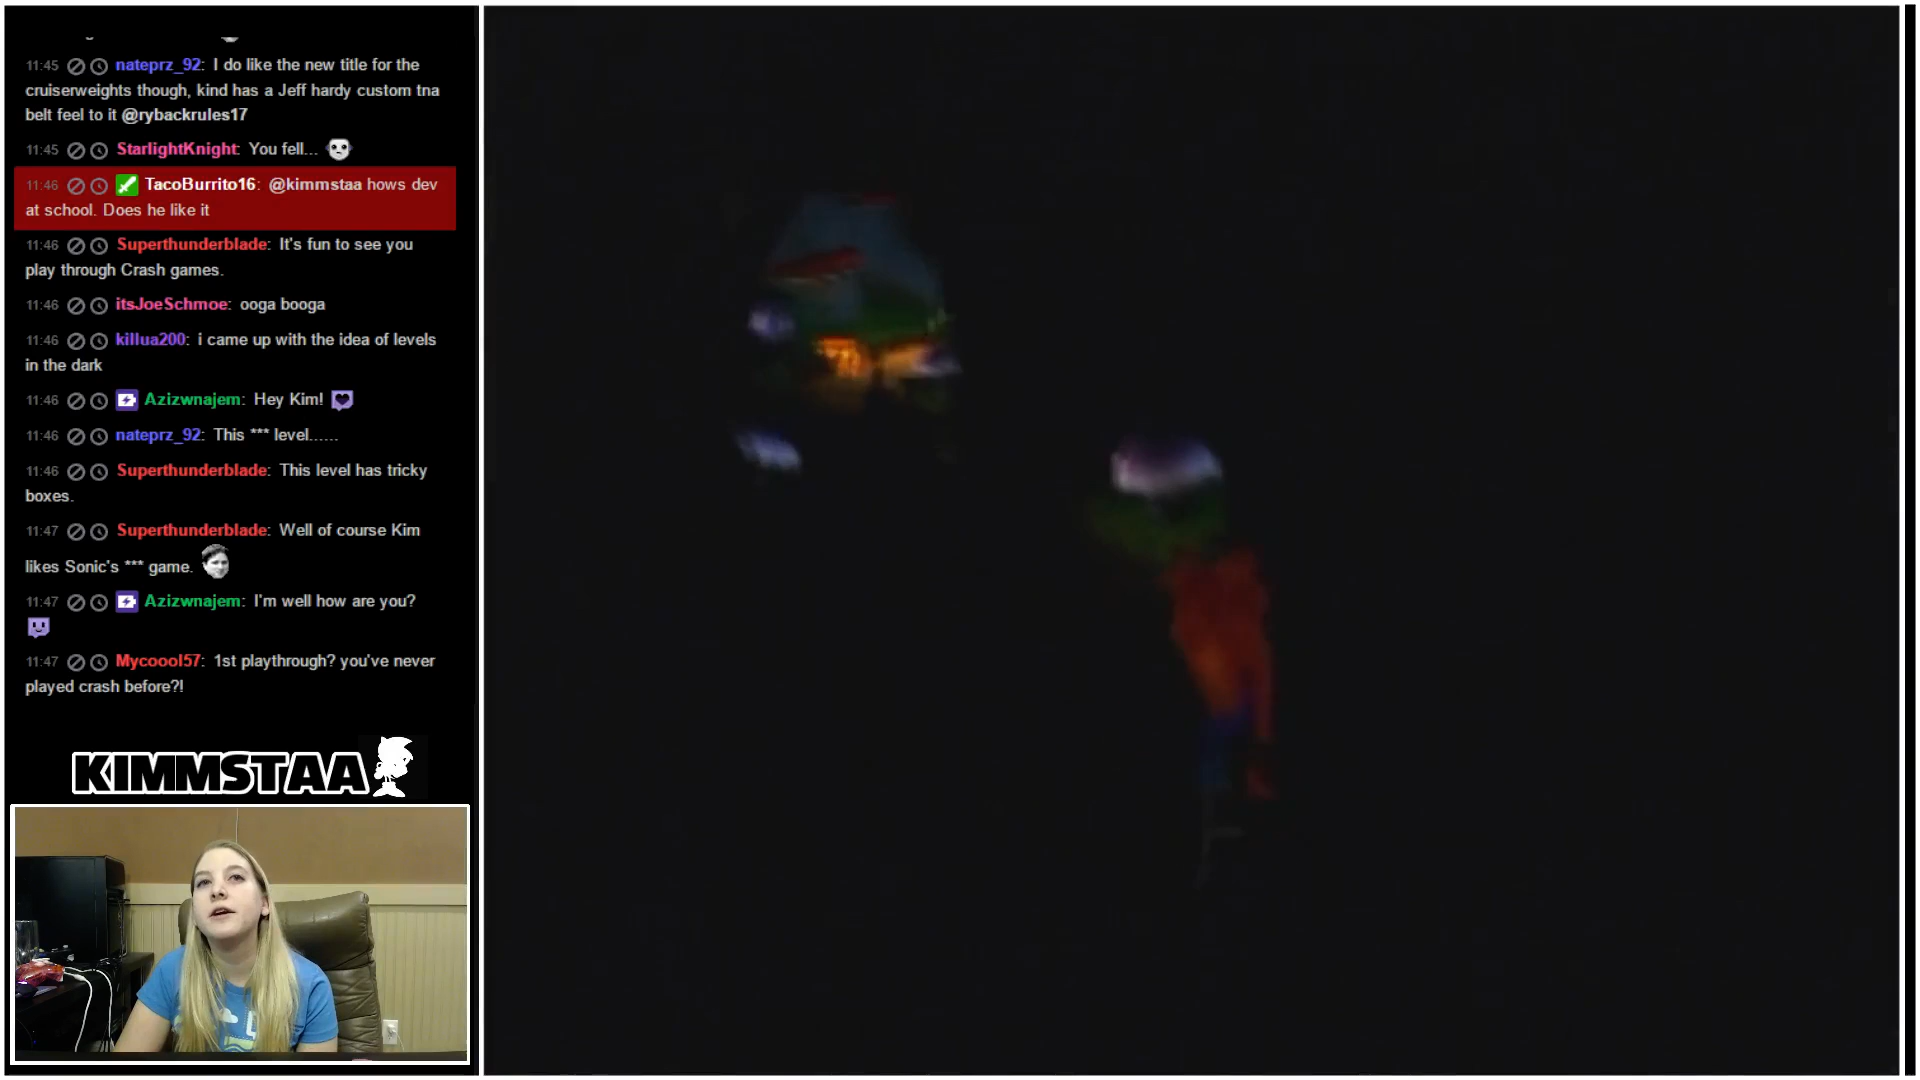 11:45 nateprz_92: I do like the new title for the
cruiserweights though, kind has a Jeff hardy custom tna
belt feel to it @rybackrules17
11:45 StarlightKnight: You fell...
11:46 TacoBurrito16: @kimmstaa hows dev
at school. Does he like it
11:46 Superthunderblade: It's fun to see you
play through Crash games.
11:46 itsJoeSchmoe: ooga booga
11:46 killua200: i came up with the idea of levels
in the dark
11:46 Azizwnajem: Hey Kim!
11:46 nateprz_92: This *** level......
11:46 Superthunderblade: This level has tricky
boxes.
11:47 Superthunderblade: Well of course Kim
likes Sonic's *** game.
11:47 Azizwnajem: I'm well how are you?
11:47 Mycoool57: 1st playthrough? you've never
played crash before?!
KIMMSTAA